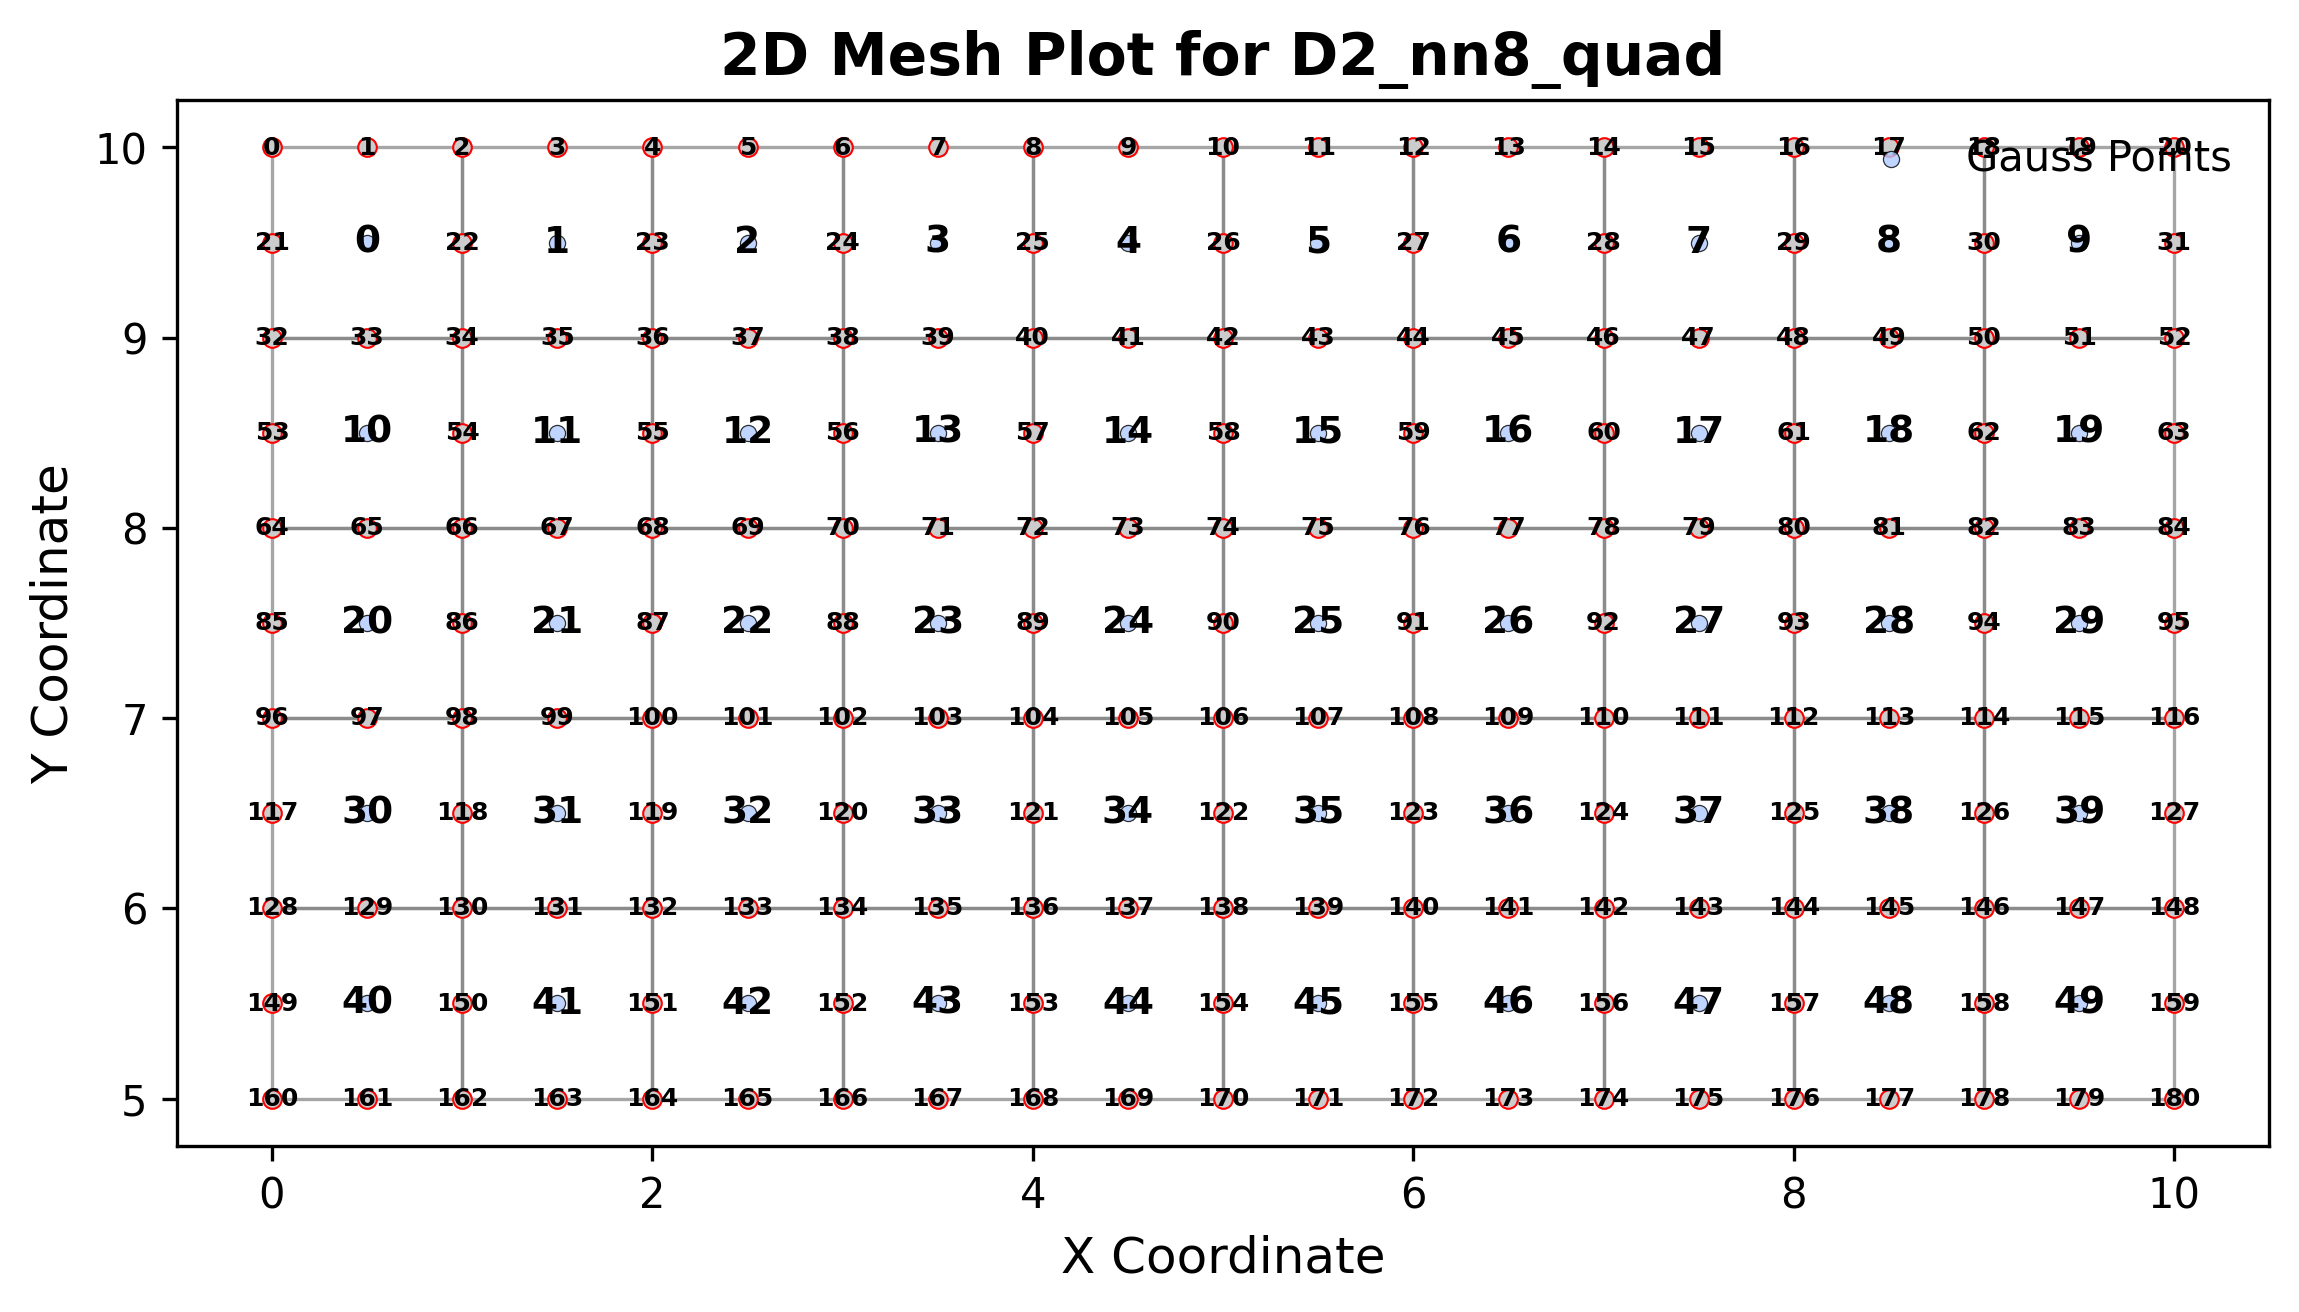 2D Mesh Plot for D2_nn8_quad
10
0 1 2 3 4 5 6 7 8 9 10 11 12 13 14 15 16 17 18 19 20
Gauss Points
21 0 22 1 23 2 24 3 25 4 26 5 27 6 28 7 29 8 30 9 31
9
32 33 34 35 36 37 38 39 40 41 42 43 44 45 46 47 48 49 50 51 52
53 10 54 11 55 12 56 13 57 14 58 15 59 16 60 17 61 18 62 19 63
8
64 65 66 67 68 69 70 71 72 73 74 75 76 77 78 79 80 81 82 83 84
85 20 86 21 87 22 88 23 89 24 90 25 91 26 92 27 93 28 94 29 95
7
96 97 98 99 100 101 102 103 104 105 106 107 108 109 110 111 112 113 114 115 116
117 30 118 31 119 32 120 33 121 34 122 35 123 36 124 37 125 38 126 39 127
6
128 129 130 131 132 133 134 135 136 137 138 139 140 141 142 143 144 145 146 147 148
149 40 150 41 151 42 152 43 153 44 154 45 155 46 156 47 157 48 158 49 159
5
160 161 162 163 164 165 166 167 168 169 170 171 172 173 174 175 176 177 178 179 180
0 2 4 6 8 10
X Coordinate
Y Coordinate